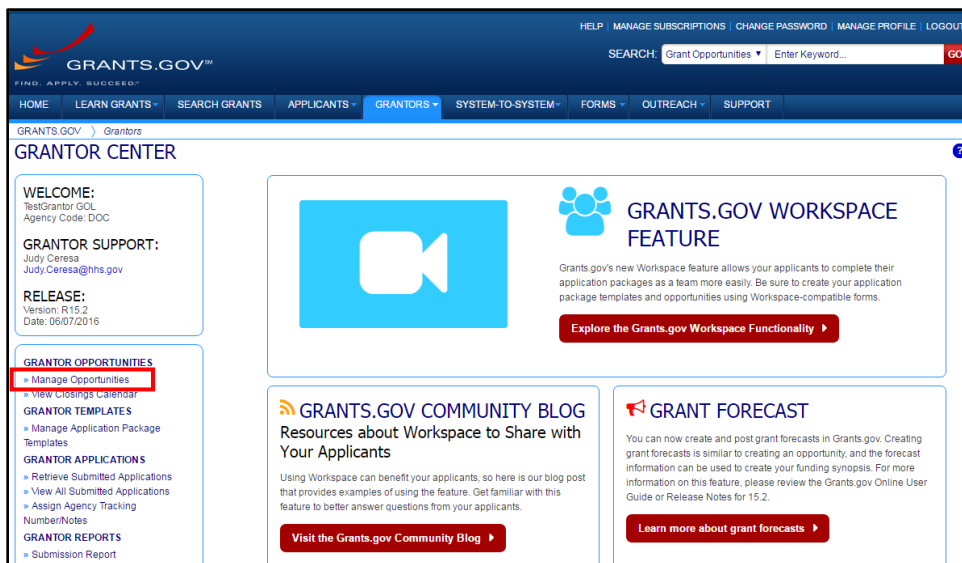 HELP | MANAGE SUBSCRIPTIONS | CHANGE PASSWORD | MANAGE PROFILE | LOGOUT
SEARCH: Grant Opportunities ▼ Enter Keyword... GO
GRANTS.GOV℠
FIND. APPLY. SUCCEED.℠
HOME LEARN GRANTS SEARCH GRANTS APPLICANTS GRANTORS SYSTEM-TO-SYSTEM FORMS OUTREACH SUPPORT
GRANTS.GOV 〉 Grantors
GRANTOR CENTER
?
WELCOME:
TestGrantor GOL
Agency Code: DOC
GRANTOR SUPPORT:
Judy Ceresa
Judy.Ceresa@hhs.gov
RELEASE:
Version: R15.2
Date: 06/07/2016
GRANTOR OPPORTUNITIES
» Manage Opportunities
» View Closings Calendar
GRANTOR TEMPLATES
» Manage Application Package
Templates
GRANTOR APPLICATIONS
» Retrieve Submitted Applications
» View All Submitted Applications
» Assign Agency Tracking
Number/Notes
GRANTOR REPORTS
» Submission Report
GRANTS.GOV WORKSPACE
FEATURE
Grants.gov's new Workspace feature allows your applicants to complete their
application packages as a team more easily. Be sure to create your application
package templates and opportunities using Workspace-compatible forms.
Explore the Grants.gov Workspace Functionality
GRANTS.GOV COMMUNITY BLOG
Resources about Workspace to Share with
Your Applicants
Using Workspace can benefit your applicants, so here is our blog post
that provides examples of using the feature. Get familiar with this
feature to better answer questions from your applicants.
Visit the Grants.gov Community Blog
GRANT FORECAST
You can now create and post grant forecasts in Grants.gov. Creating
grant forecasts is similar to creating an opportunity, and the forecast
information can be used to create your funding synopsis. For more
information on this feature, please review the Grants.gov Online User
Guide or Release Notes for 15.2.
Learn more about grant forecasts